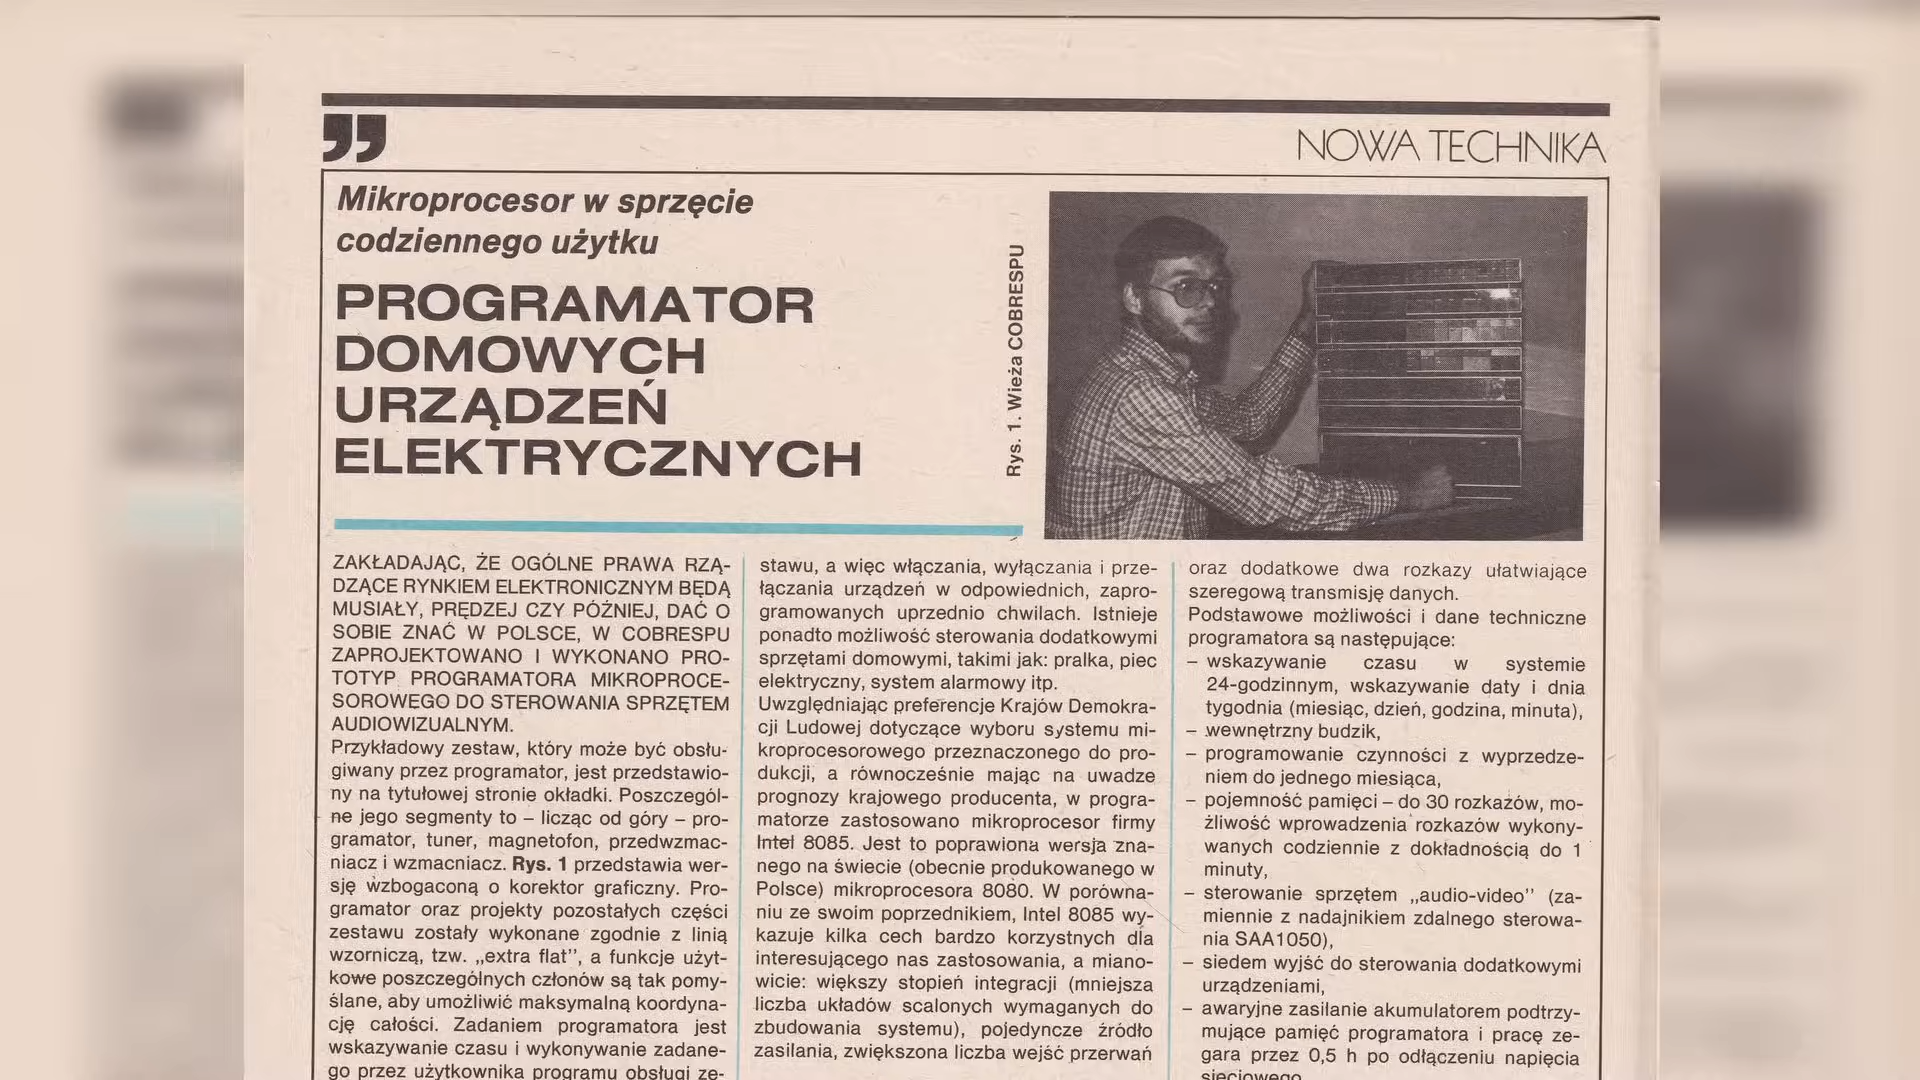 ”
NOWA TECHNIKA
Mikroprocesor w sprzęcie
codziennego użytku
PROGRAMATOR
DOMOWYCH
URZĄDZEŃ
ELEKTRYCZNYCH
Rys. 1. Wieża COBRESPU
ZAKŁADAJĄC, ŻE OGÓLNE PRAWA RZĄ-
DZĄCE RYNKIEM ELEKTRONICZNYM BĘDĄ
MUSIAŁY, PRĘDZEJ CZY PÓŹNIEJ, DAĆ O
SOBIE ZNAĆ W POLSCE, W COBRESPU
ZAPROJEKTOWANO I WYKONANO PRO-
TOTYP PROGRAMATORA MIKROPROCE-
SOROWEGO DO STEROWANIA SPRZĘTEM
AUDIOWIZUALNYM.
Przykładowy zestaw, który może być obsłu-
giwany przez programator, jest przedstawio-
ny na tytułowej stronie okładki. Poszczegól-
ne jego segmenty to – licząc od góry – pro-
gramator, tuner, magnetofon, przedwzmac-
niacz i wzmacniacz. Rys. 1 przedstawia wer-
sję wzbogaconą o korektor graficzny. Pro-
gramator oraz projekty pozostałych części
zestawu zostały wykonane zgodnie z linią
wzorniczą, tzw. „extra flat”, a funkcje użyt-
kowe poszczególnych członów są tak pomy-
ślane, aby umożliwić maksymalną koordyna-
cję całości. Zadaniem programatora jest
wskazywanie czasu i wykonywanie zadane-
go przez użytkownika programu obsługi ze-
stawu, a więc włączania, wyłączania i prze-
łączania urządzeń w odpowiednich, zapro-
gramowanych uprzednio chwilach. Istnieje
ponadto możliwość sterowania dodatkowymi
sprzętami domowymi, takimi jak: pralka, piec
elektryczny, system alarmowy itp.
Uwzględniając preferencje Krajów Demokra-
cji Ludowej dotyczące wyboru systemu mi-
kroprocesorowego przeznaczonego do pro-
dukcji, a równocześnie mając na uwadze
prognozy krajowego producenta, w progra-
matorze zastosowano mikroprocesor firmy
Intel 8085. Jest to poprawiona wersja zna-
nego na świecie (obecnie produkowanego w
Polsce) mikroprocesora 8080. W porówna-
niu ze swoim poprzednikiem, Intel 8085 wy-
kazuje kilka cech bardzo korzystnych dla
interesującego nas zastosowania, a miano-
wicie: większy stopień integracji (mniejsza
liczba układów scalonych wymaganych do
zbudowania systemu), pojedyncze źródło
zasilania, zwiększona liczba wejść przerwań
oraz dodatkowe dwa rozkazy ułatwiające
szeregową transmisję danych.
Podstawowe możliwości i dane techniczne
programatora są następujące:
– wskazywanie czasu w systemie
24-godzinnym, wskazywanie daty i dnia
tygodnia (miesiąc, dzień, godzina, minuta),
– wewnętrzny budzik,
– programowanie czynności z wyprzedze-
niem do jednego miesiąca,
– pojemność pamięci – do 30 rozkazów, mo-
żliwość wprowadzenia rozkazów wykony-
wanych codziennie z dokładnością do 1
minuty,
– sterowanie sprzętem „audio-video” (za-
miennie z nadajnikiem zdalnego sterowa-
nia SAA1050),
– siedem wyjść do sterowania dodatkowymi
urządzeniami,
– awaryjne zasilanie akumulatorem podtrzy-
mujące pamięć programatora i pracę ze-
gara przez 0,5 h po odłączeniu napięcia
sieciowego